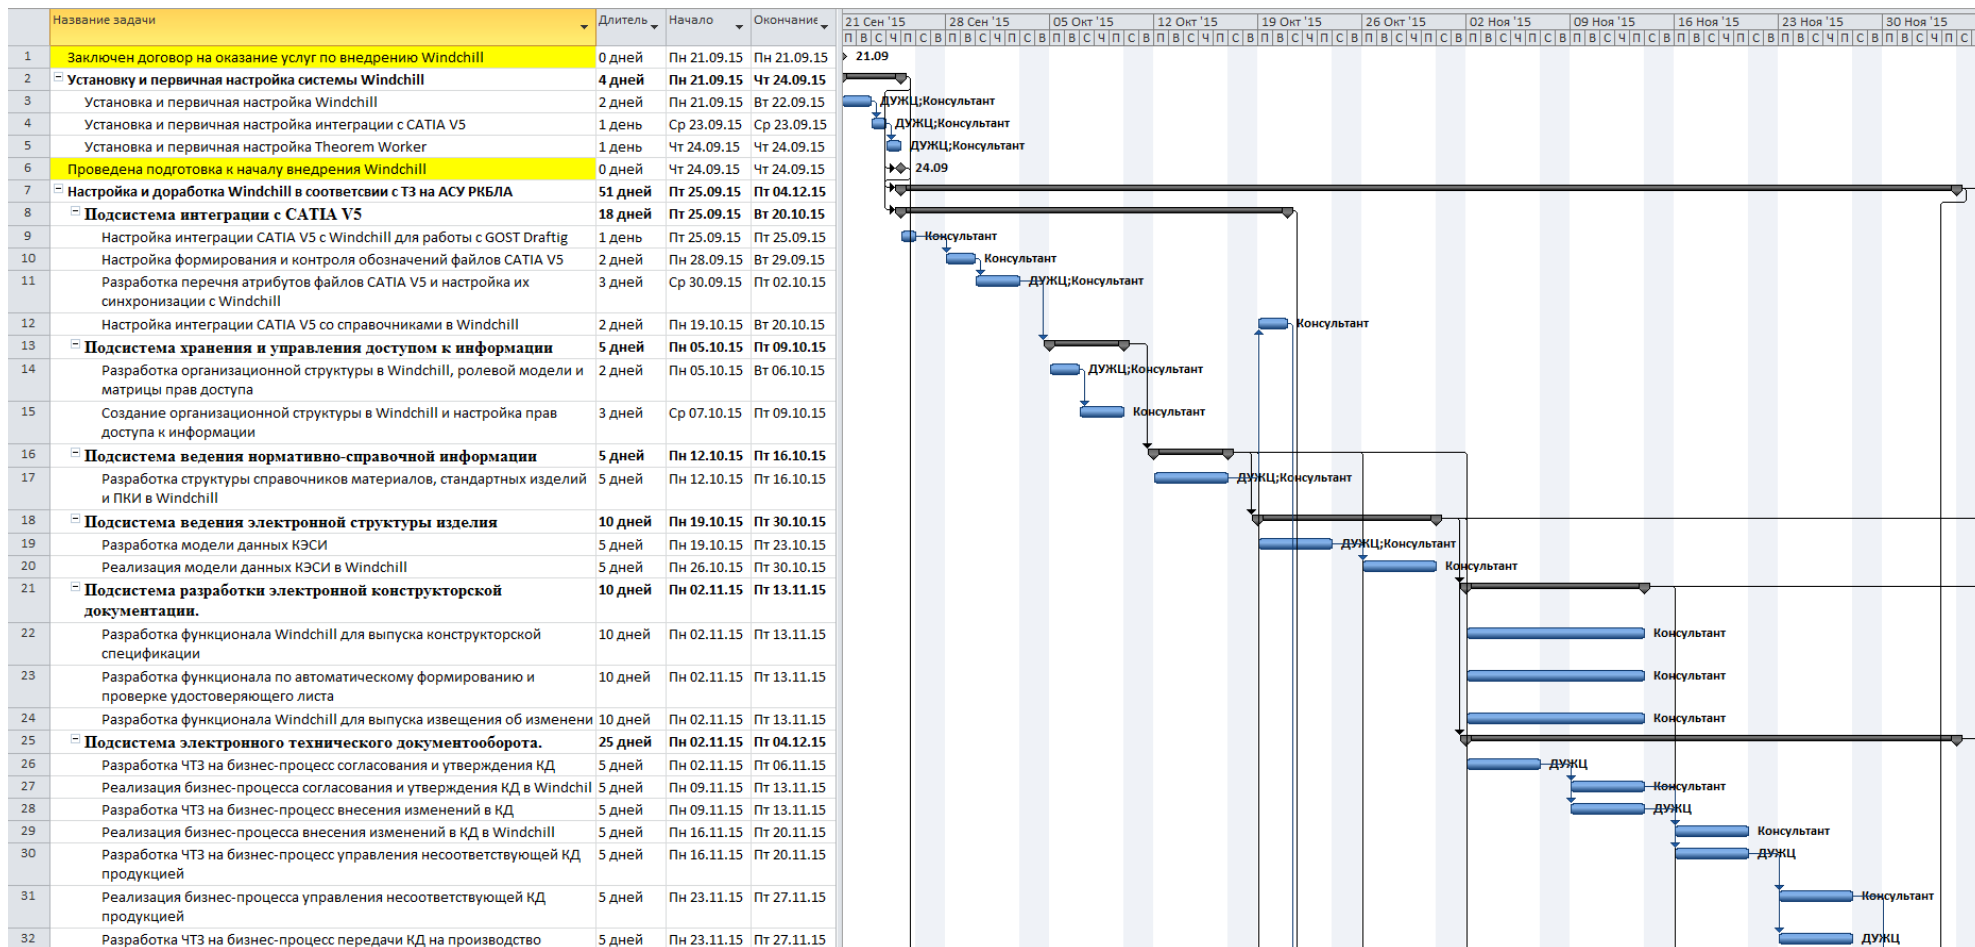 Название задачи Длитель Начало Окончание 21 Сен '15 28 Сен '15 05 Окт '15 12 Окт '15 19 Окт '15 26 Окт '15 02 Ноя '15 09 Ноя '15 16 Ноя '15 23 Ноя '15 30 Ноя '15
П В С Ч П С В П В С Ч П С В П В С Ч П С В П В С Ч П С В П В С Ч П С В П В С Ч П С В П В С Ч П С В П В С Ч П С В П В С Ч П С В П В С Ч П С В П В С Ч П С
1 Заключен договор на оказание услуг по внедрению Windchill 0 дней Пн 21.09.15 Пн 21.09.15 21.09
2 Установку и первичная настройка системы Windchill 4 дней Пн 21.09.15 Чт 24.09.15
3 Установка и первичная настройка Windchill 2 дней Пн 21.09.15 Вт 22.09.15 ДУЖЦ;Консультант
4 Установка и первичная настройка интеграции с CATIA V5 1 день Ср 23.09.15 Ср 23.09.15 ДУЖЦ;Консультант
5 Установка и первичная настройка Theorem Worker 1 день Чт 24.09.15 Чт 24.09.15 ДУЖЦ;Консультант
6 Проведена подготовка к началу внедрения Windchill 0 дней Чт 24.09.15 Чт 24.09.15 24.09
7 Настройка и доработка Windchill в соответсвии с ТЗ на АСУ РКБЛА 51 дней Пт 25.09.15 Пт 04.12.15
8 Подсистема интеграции с CATIA V5 18 дней Пт 25.09.15 Вт 20.10.15
9 Настройка интеграции CATIA V5 с Windchill для работы с GOST Draftig 1 день Пт 25.09.15 Пт 25.09.15 Консультант
10 Настройка формирования и контроля обозначений файлов CATIA V5 2 дней Пн 28.09.15 Вт 29.09.15 Консультант
11 Разработка перечня атрибутов файлов CATIA V5 и настройка их 3 дней Ср 30.09.15 Пт 02.10.15 ДУЖЦ;Консультант
синхронизации с Windchill
12 Настройка интеграции CATIA V5 со справочниками в Windchill 2 дней Пн 19.10.15 Вт 20.10.15 Консультант
13 Подсистема хранения и управления доступом к информации 5 дней Пн 05.10.15 Пт 09.10.15
14 Разработка организационной структуры в Windchill, ролевой модели и 2 дней Пн 05.10.15 Вт 06.10.15 ДУЖЦ;Консультант
матрицы прав доступа
15 Создание организационной структуры в Windchill и настройка прав 3 дней Ср 07.10.15 Пт 09.10.15 Консультант
доступа к информации
16 Подсистема ведения нормативно-справочной информации 5 дней Пн 12.10.15 Пт 16.10.15
17 Разработка структуры справочников материалов, стандартных изделий 5 дней Пн 12.10.15 Пт 16.10.15 ДУЖЦ;Консультант
и ПКИ в Windchill
18 Подсистема ведения электронной структуры изделия 10 дней Пн 19.10.15 Пт 30.10.15
19 Разработка модели данных КЭСИ 5 дней Пн 19.10.15 Пт 23.10.15 ДУЖЦ;Консультант
20 Реализация модели данных КЭСИ в Windchill 5 дней Пн 26.10.15 Пт 30.10.15 Консультант
21 Подсистема разработки электронной конструкторской 10 дней Пн 02.11.15 Пт 13.11.15
документации.
22 Разработка функционала Windchill для выпуска конструкторской 10 дней Пн 02.11.15 Пт 13.11.15 Консультант
спецификации
23 Разработка функционала по автоматическому формированию и 10 дней Пн 02.11.15 Пт 13.11.15 Консультант
проверке удостоверяющего листа
24 Разработка функционала Windchill для выпуска извещения об изменени 10 дней Пн 02.11.15 Пт 13.11.15 Консультант
25 Подсистема электронного технического документооборота. 25 дней Пн 02.11.15 Пт 04.12.15
26 Разработка ЧТЗ на бизнес-процесс согласования и утверждения КД 5 дней Пн 02.11.15 Пт 06.11.15 ДУЖЦ
27 Реализация бизнес-процесса согласования и утверждения КД в Windchil 5 дней Пн 09.11.15 Пт 13.11.15 Консультант
28 Разработка ЧТЗ на бизнес-процесс внесения изменений в КД 5 дней Пн 09.11.15 Пт 13.11.15 ДУЖЦ
29 Реализация бизнес-процесса внесения изменений в КД в Windchill 5 дней Пн 16.11.15 Пт 20.11.15 Консультант
30 Разработка ЧТЗ на бизнес-процесс управления несоответствующей КД 5 дней Пн 16.11.15 Пт 20.11.15 ДУЖЦ
продукцией
31 Реализация бизнес-процесса управления несоответствующей КД 5 дней Пн 23.11.15 Пт 27.11.15 Консультант
продукцией
32 Разработка ЧТЗ на бизнес-процесс передачи КД на производство 5 дней Пн 23.11.15 Пт 27.11.15 ДУЖЦ